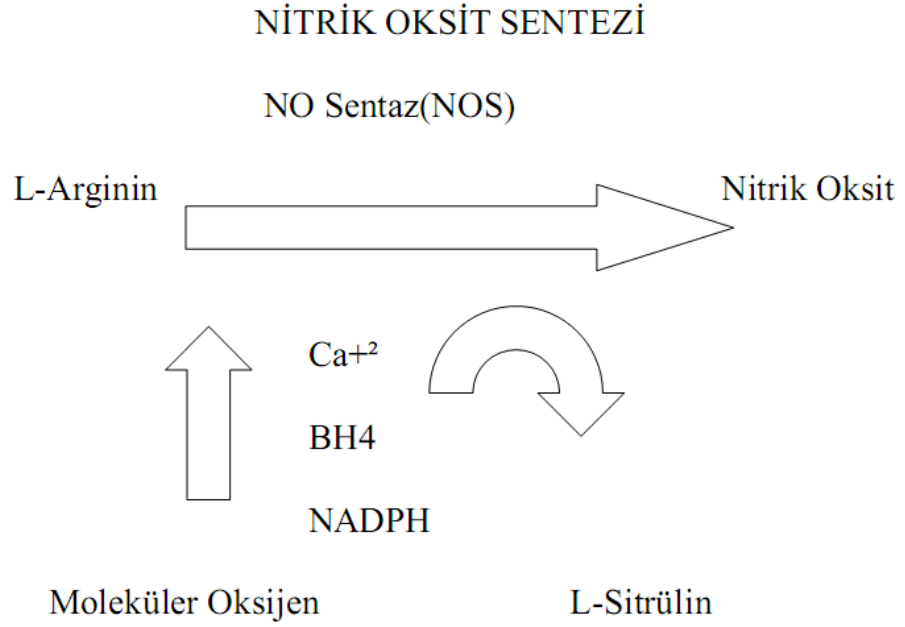 NİTRİK OKSİT SENTEZİ
NO Sentaz(NOS)
L-Arginin
Nitrik Oksit
Ca+²
BH4
NADPH
Moleküler Oksijen
L-Sitrülin